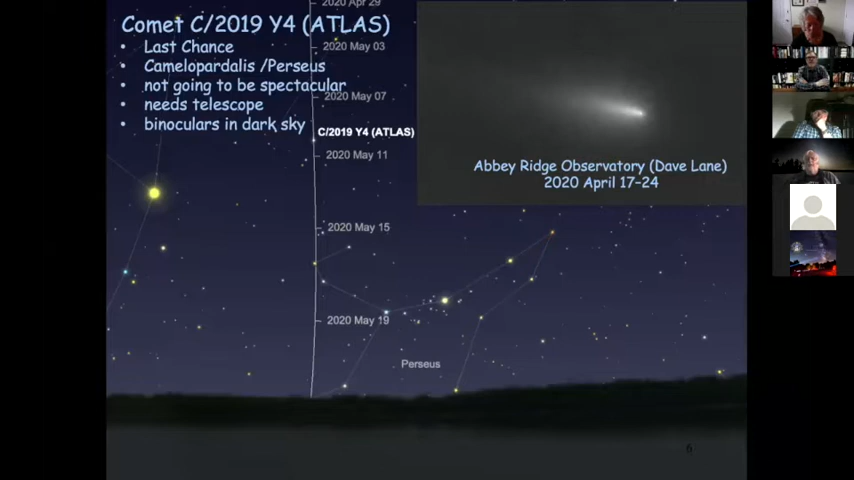 2020 Apr 29
Comet C/2019 Y4 (ATLAS)
• Last Chance
• Camelopardalis /Perseus
• not going to be spectacular
• needs telescope
• binoculars in dark sky
2020 May 03
2020 May 07
C/2019 Y4 (ATLAS)
2020 May 11
2020 May 15
2020 May 19
Perseus
Abbey Ridge Observatory (Dave Lane)
2020 April 17-24
6